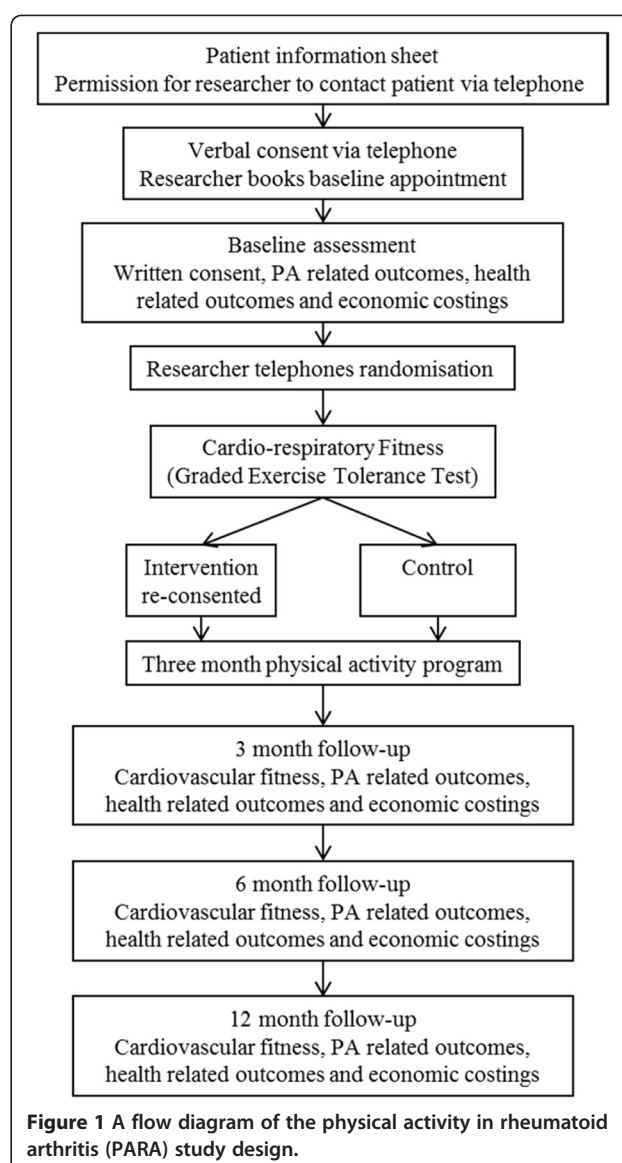 Patient information sheet
Permission for researcher to contact patient via telephone
Verbal consent via telephone
Researcher books baseline appointment
Baseline assessment
Written consent, PA related outcomes, health
related outcomes and economic costings
Researcher telephones randomisation
Cardio-respiratory Fitness
(Graded Exercise Tolerance Test)
Intervention
re-consented
Control
Three month physical activity program
3 month follow-up
Cardiovascular fitness, PA related outcomes,
health related outcomes and economic costings
6 month follow-up
Cardiovascular fitness, PA related outcomes,
health related outcomes and economic costings
12 month follow-up
Cardiovascular fitness, PA related outcomes,
health related outcomes and economic costings
Figure 1 A flow diagram of the physical activity in rheumatoid
arthritis (PARA) study design.